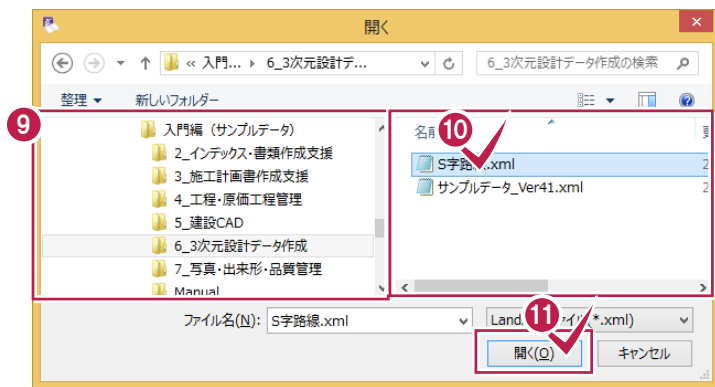 開く
« 入門... ▸ 6_3次元設計デ...
6_3次元設計データ作成の検索
整理 ▼ 新しいフォルダー
9
10
入門編（サンプルデータ）
2_インデックス・書類作成支援
3_施工計画書作成支援
4_工程・原価工程管理
5_建設CAD
6_3次元設計データ作成
7_写真・出来形・品質管理
Manual
S字路線.xml
サンプルデータ_Ver41.xml
ファイル名(N): S字路線.xml
11
開く(O) キャンセル